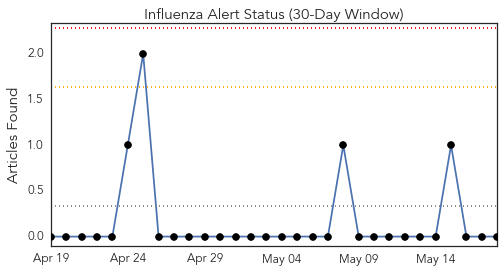 Influenza Alert Status (30-Day Window)
Articles Found
2.0
1.5
1.0
0.5
0.0
Apr 19
Apr 24
Apr 29
May 04
May 09
May 14